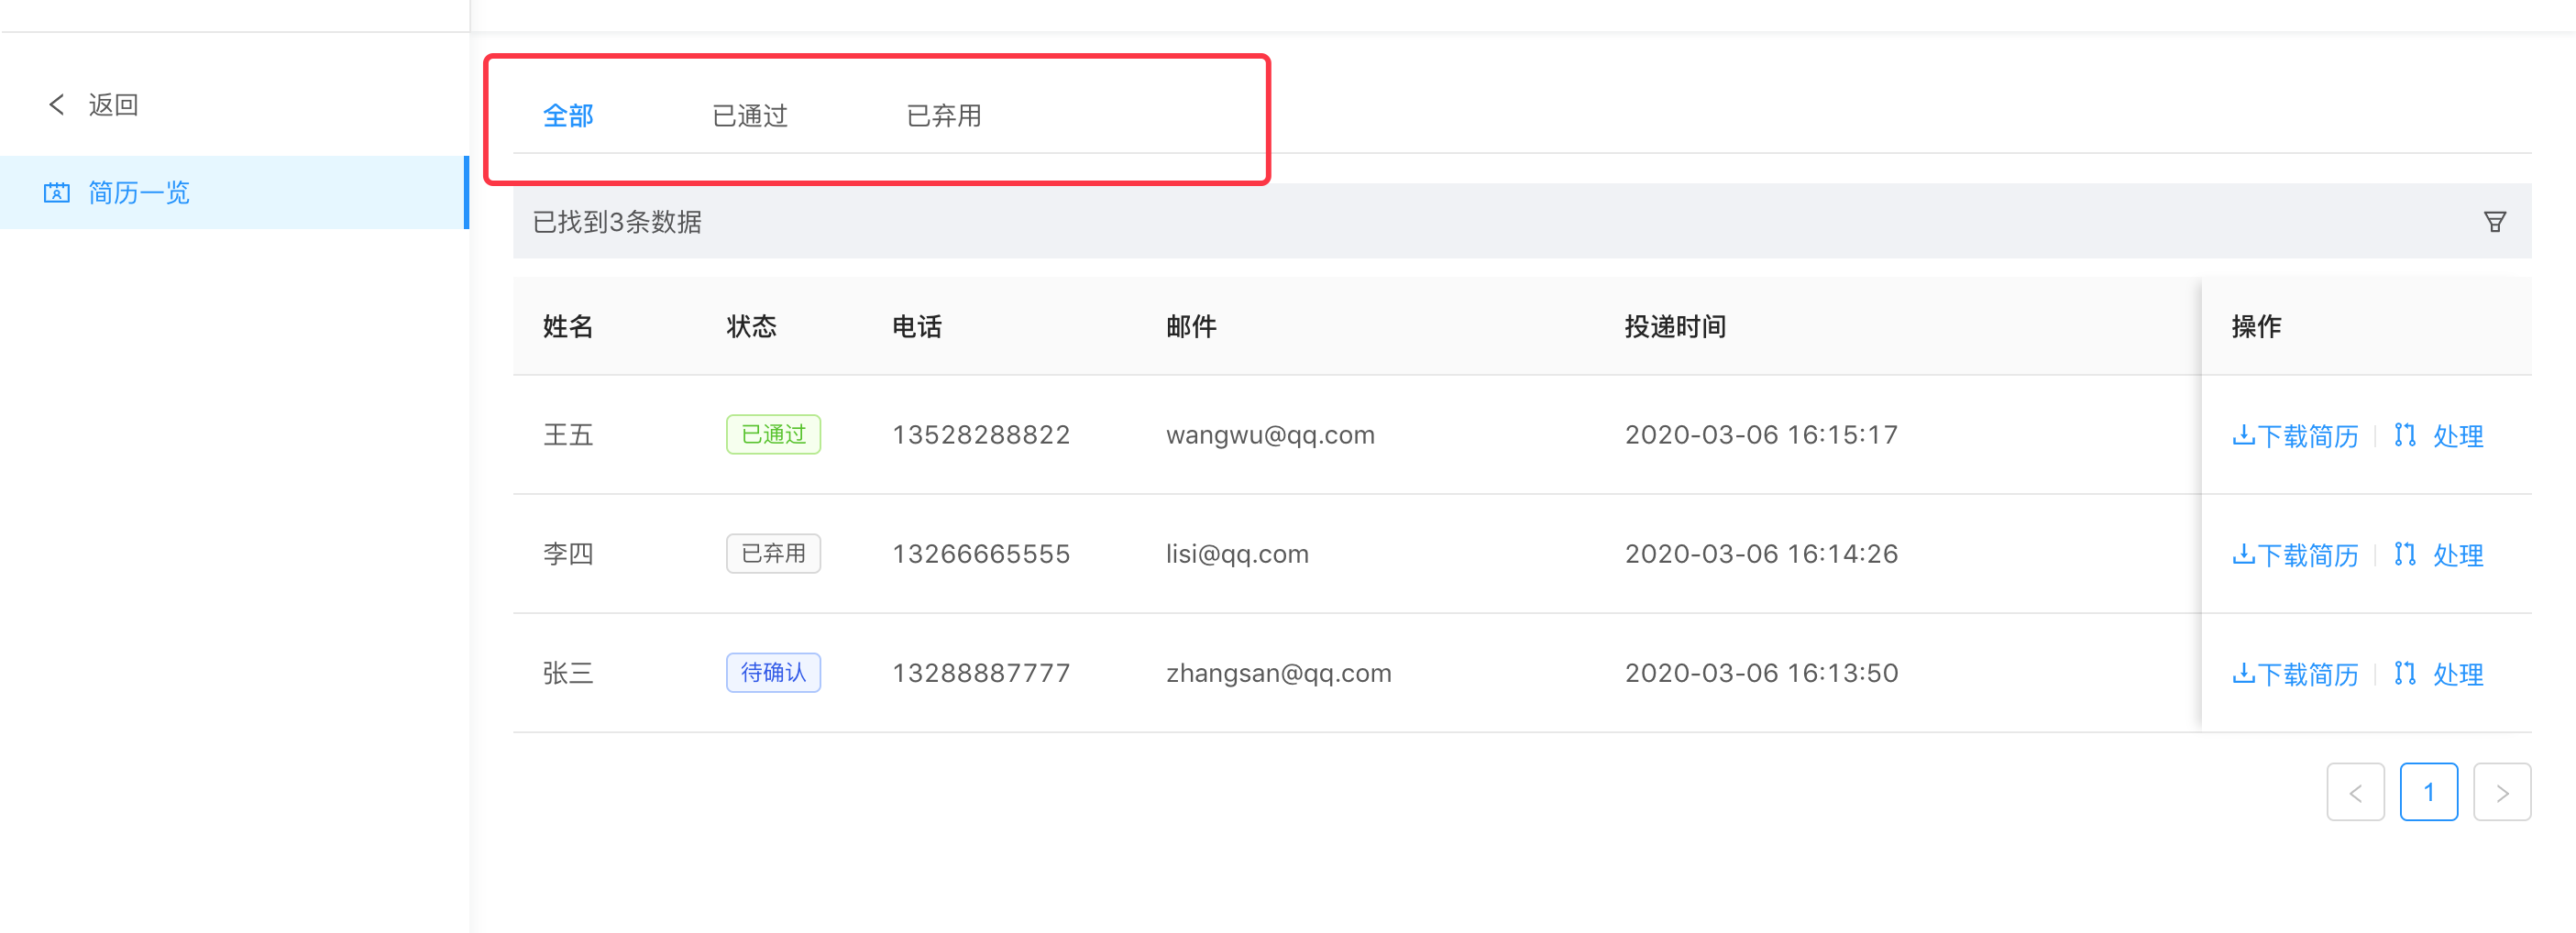 返回
简历一览
全部 已通过 已弃用
已找到3条数据
姓名 状态 电话 邮件 投递时间 操作
王五 已通过 13528288822 wangwu@qq.com 2020-03-06 16:15:17 下载简历 处理
李四 已弃用 13266665555 lisi@qq.com 2020-03-06 16:14:26 下载简历 处理
张三 待确认 13288887777 zhangsan@qq.com 2020-03-06 16:13:50 下载简历 处理
1